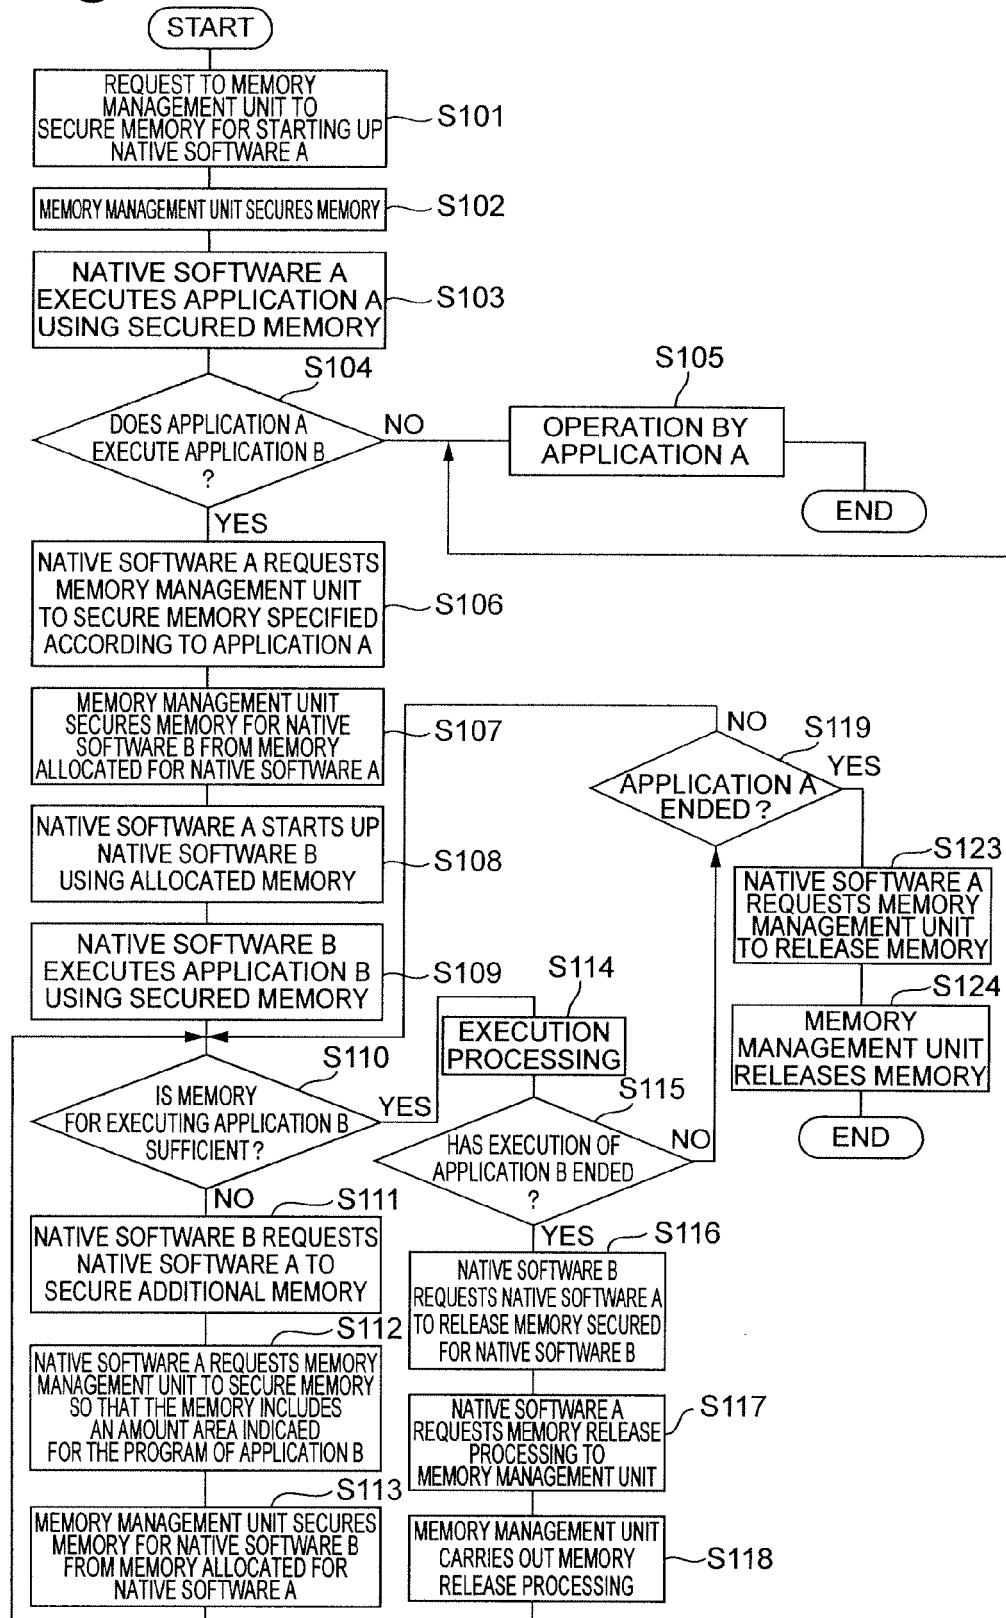 START
REQUEST TO MEMORY
MANAGEMENT UNIT TO
SECURE MEMORY FOR STARTING UP
NATIVE SOFTWARE A
S101
MEMORY MANAGEMENT UNIT SECURES MEMORY
S102
NATIVE SOFTWARE A
EXECUTES APPLICATION A
USING SECURED MEMORY
S103
S104
DOES APPLICATION A
EXECUTE APPLICATION B
?
NO
YES
S105
OPERATION BY
APPLICATION A
END
NATIVE SOFTWARE A REQUESTS
MEMORY MANAGEMENT UNIT
TO SECURE MEMORY SPECIFIED
ACCORDING TO APPLICATION A
S106
MEMORY MANAGEMENT UNIT
SECURES MEMORY FOR NATIVE
SOFTWARE B FROM MEMORY
ALLOCATED FOR NATIVE SOFTWARE A
S107
NATIVE SOFTWARE A STARTS UP
NATIVE SOFTWARE B
USING ALLOCATED MEMORY
S108
NATIVE SOFTWARE B
EXECUTES APPLICATION B
USING SECURED MEMORY
S109
S110
IS MEMORY
FOR EXECUTING APPLICATION B
SUFFICIENT ?
YES
NO
S111
NATIVE SOFTWARE B REQUESTS
NATIVE SOFTWARE A TO
SECURE ADDITIONAL MEMORY
S112
NATIVE SOFTWARE A REQUESTS MEMORY
MANAGEMENT UNIT TO SECURE MEMORY
SO THAT THE MEMORY INCLUDES
AN AMOUNT AREA INDICAED
FOR THE PROGRAM OF APPLICATION B
S113
MEMORY MANAGEMENT UNIT SECURES
MEMORY FOR NATIVE SOFTWARE B
FROM MEMORY ALLOCATED FOR
NATIVE SOFTWARE A
S114
EXECUTION
PROCESSING
S115
HAS EXECUTION OF
APPLICATION B ENDED
?
NO
YES
S116
NATIVE SOFTWARE B
REQUESTS NATIVE SOFTWARE A
TO RELEASE MEMORY SECURED
FOR NATIVE SOFTWARE B
S117
NATIVE SOFTWARE A
REQUESTS MEMORY RELEASE
PROCESSING TO
MEMORY MANAGEMENT UNIT
MEMORY MANAGEMENT UNIT
CARRIES OUT MEMORY
RELEASE PROCESSING
S118
NO
S119
YES
APPLICATION A
ENDED ?
S123
NATIVE SOFTWARE A
REQUESTS MEMORY
MANAGEMENT UNIT
TO RELEASE MEMORY
S124
MEMORY
MANAGEMENT UNIT
RELEASES MEMORY
END